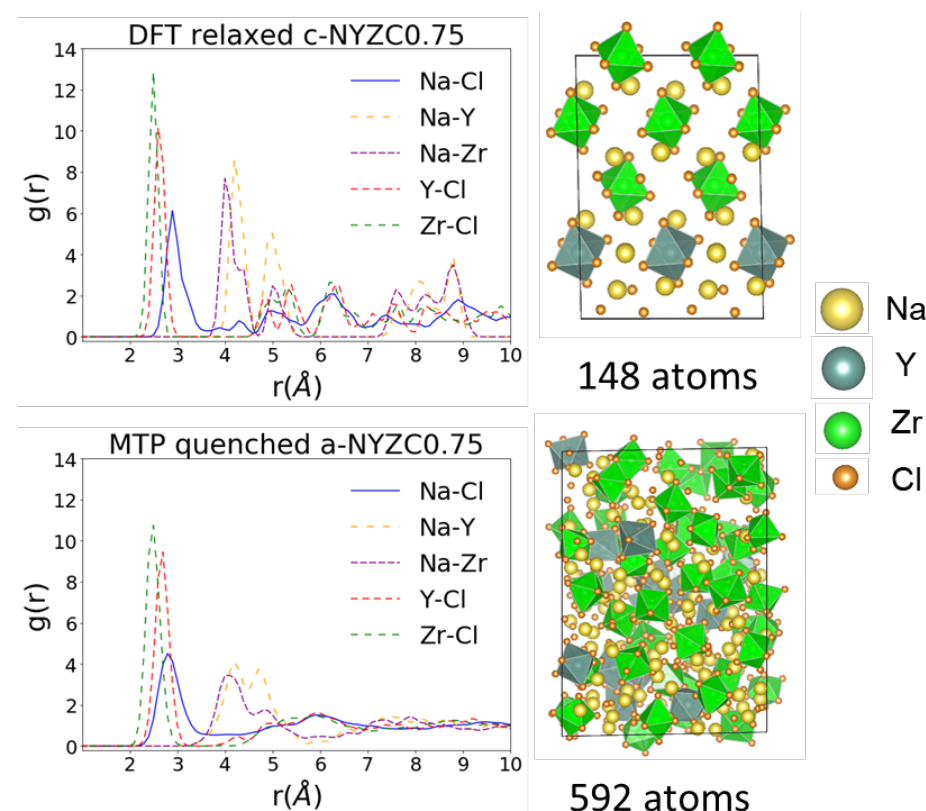 DFT relaxed c-NYZC0.75
14
12
10
8
6
4
2
0
g(r)
Na-Cl
Na-Y
Na-Zr
Y-Cl
Zr-Cl
2 3 4 5 6 7 8 9 10
r(Å)
148 atoms
Na
Y
Zr
Cl
MTP quenched a-NYZC0.75
14
12
10
8
6
4
2
0
g(r)
Na-Cl
Na-Y
Na-Zr
Y-Cl
Zr-Cl
2 3 4 5 6 7 8 9 10
r(Å)
592 atoms